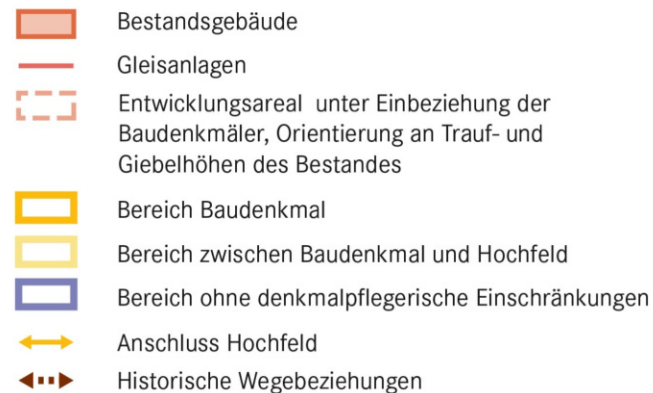 Bestandsgebäude
Gleisanlagen
Entwicklungsareal unter Einbeziehung der
Baudenkmäler, Orientierung an Trauf- und
Giebelhöhen des Bestandes
Bereich Baudenkmal
Bereich zwischen Baudenkmal und Hochfeld
Bereich ohne denkmalpflegerische Einschränkungen
Anschluss Hochfeld
Historische Wegebeziehungen